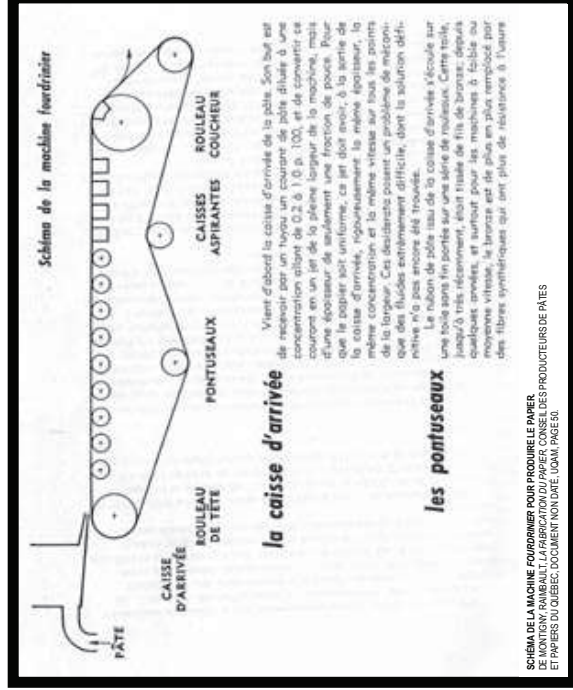 Schéma de la machine fourdrinier
PÂTE
CAISSE
D'ARRIVÉE
ROULEAU
DE TÊTE
PONTUSEAUX
CAISSES
ASPIRANTES
ROULEAU
COUCHEUR
la caisse d'arrivée
Vient d'abord la caisse d'arrivée de la pâte. Son but est
de recevoir par un tuyau un courant de pâte diluée à une
concentration allant de 0.2 à 1.0 p. 100, et de convertir ce
courant en un jet de la pleine largeur de la machine, mais
d'une épaisseur de seulement une fraction de pouce. Pour
que le papier soit uniforme, ce jet doit avoir, à la sortie de
la caisse d'arrivée, rigoureusement la même épaisseur, la
même concentration et la même vitesse sur tous les points
de la largeur. Ces desiderata posent un problème de mécani-
que des fluides extrêmement difficile, dont la solution défi-
nitive n'a pas encore été trouvée.
les pontuseaux
Le ruban de pâte issu de la caisse d'arrivée s'écoule sur
une toile sans fin portée sur une série de rouleaux. Cette toile,
jusqu'à très récemment, était tissée de fils de bronze; depuis
quelques années, et surtout pour les machines à faible ou
moyenne vitesse, le bronze est de plus en plus remplacé par
des fibres synthétiques qui ont plus de résistance à l'usure
SCHÉMA DE LA MACHINE FOURDRINIER POUR PRODUIRE LE PAPIER.
DE MONTIGNY, RAIMBAULT, LA FABRICATION DU PAPIER, CONSEIL DES PRODUCTEURS DE PÂTES
ET PAPIERS DU QUÉBEC, DOCUMENT NON DATÉ, UQAM, PAGE 50.